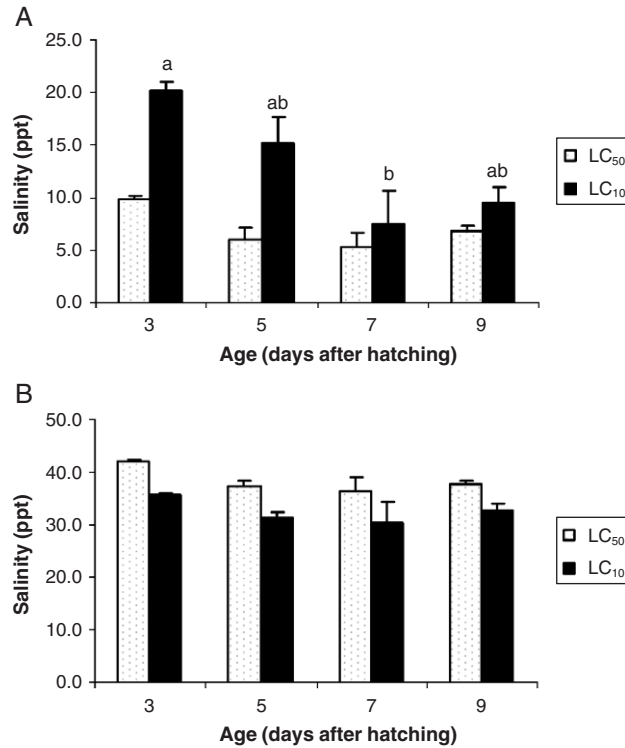 A
25.0
20.0
15.0
10.0
5.0
0.0
Salinity (ppt)
a
ab
b
ab
3 5 7 9
Age (days after hatching)
LC50
LC10
B
50.0
40.0
30.0
20.0
10.0
0.0
Salinity (ppt)
3 5 7 9
Age (days after hatching)
LC50
LC10